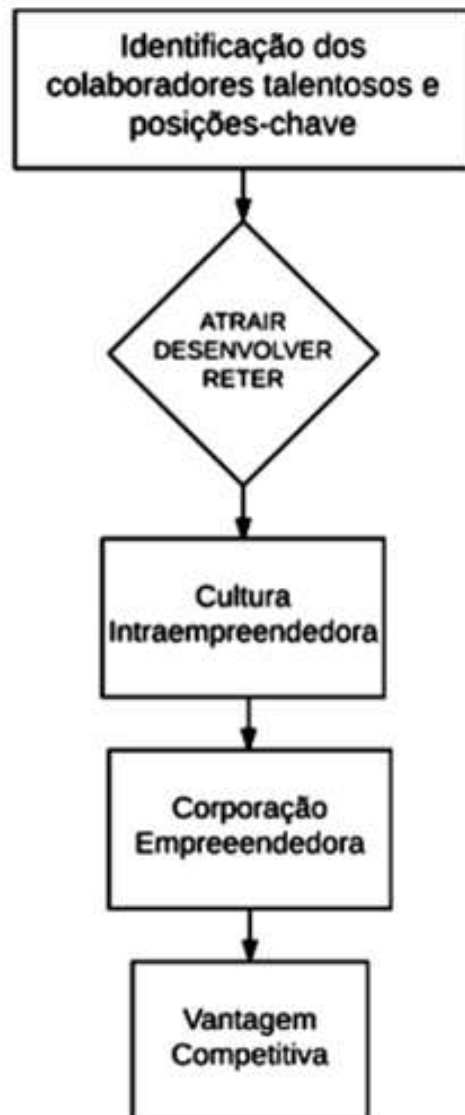 Identificação dos
colaboradores talentosos e
posições-chave
ATRAIR
DESENVOLVER
RETER
Cultura
Intraempreendedora
Corporação
Empreeendedora
Vantagem
Competitiva